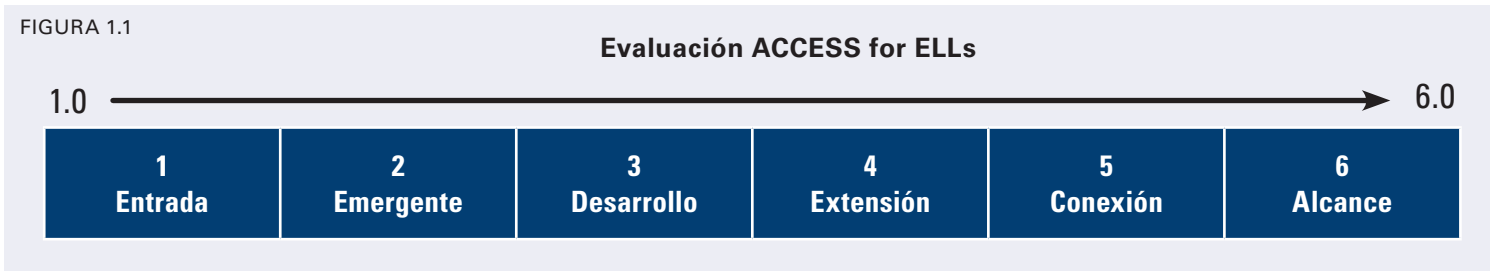 FIGURA 1.1
Evaluación ACCESS for ELLs
1.0 6.0
1 2 3 4 5 6
Entrada Emergente Desarrollo Extensión Conexión Alcance